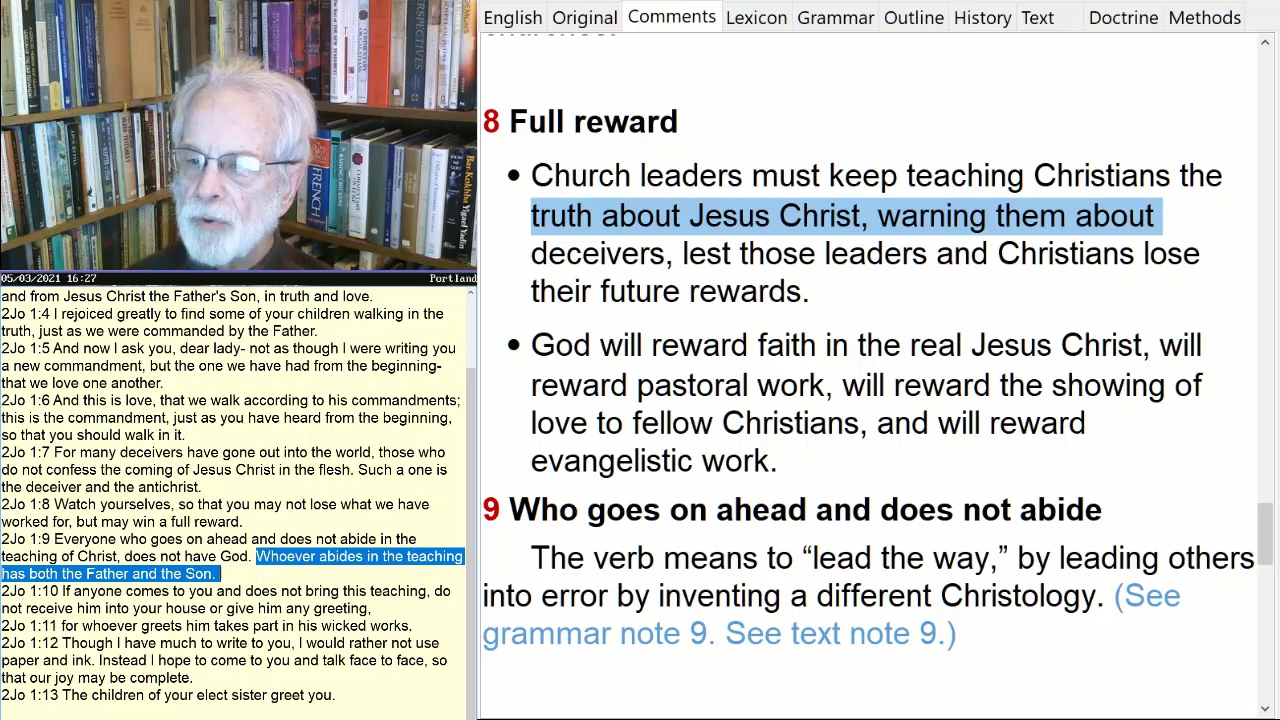 English Original Comments Lexicon Grammar Outline History Text Doctrine Methods
8 Full reward
• Church leaders must keep teaching Christians the
truth about Jesus Christ, warning them about
deceivers, lest those leaders and Christians lose
their future rewards.
• God will reward faith in the real Jesus Christ, will
reward pastoral work, will reward the showing of
love to fellow Christians, and will reward
evangelistic work.
9 Who goes on ahead and does not abide
The verb means to “lead the way,” by leading others
into error by inventing a different Christology. (See
grammar note 9. See text note 9.)
PERSPECTIVES
FRENCH
Bar-Kokhba Yigael Yadin
05/03/2021 16:27 Portland
and from Jesus Christ the Father's Son, in truth and love.
2Jo 1:4 I rejoiced greatly to find some of your children walking in the
truth, just as we were commanded by the Father.
2Jo 1:5 And now I ask you, dear lady- not as though I were writing you
a new commandment, but the one we have had from the beginning-
that we love one another.
2Jo 1:6 And this is love, that we walk according to his commandments;
this is the commandment, just as you have heard from the beginning,
so that you should walk in it.
2Jo 1:7 For many deceivers have gone out into the world, those who
do not confess the coming of Jesus Christ in the flesh. Such a one is
the deceiver and the antichrist.
2Jo 1:8 Watch yourselves, so that you may not lose what we have
worked for, but may win a full reward.
2Jo 1:9 Everyone who goes on ahead and does not abide in the
teaching of Christ, does not have God. Whoever abides in the teaching
has both the Father and the Son.
2Jo 1:10 If anyone comes to you and does not bring this teaching, do
not receive him into your house or give him any greeting,
2Jo 1:11 for whoever greets him takes part in his wicked works.
2Jo 1:12 Though I have much to write to you, I would rather not use
paper and ink. Instead I hope to come to you and talk face to face, so
that our joy may be complete.
2Jo 1:13 The children of your elect sister greet you.